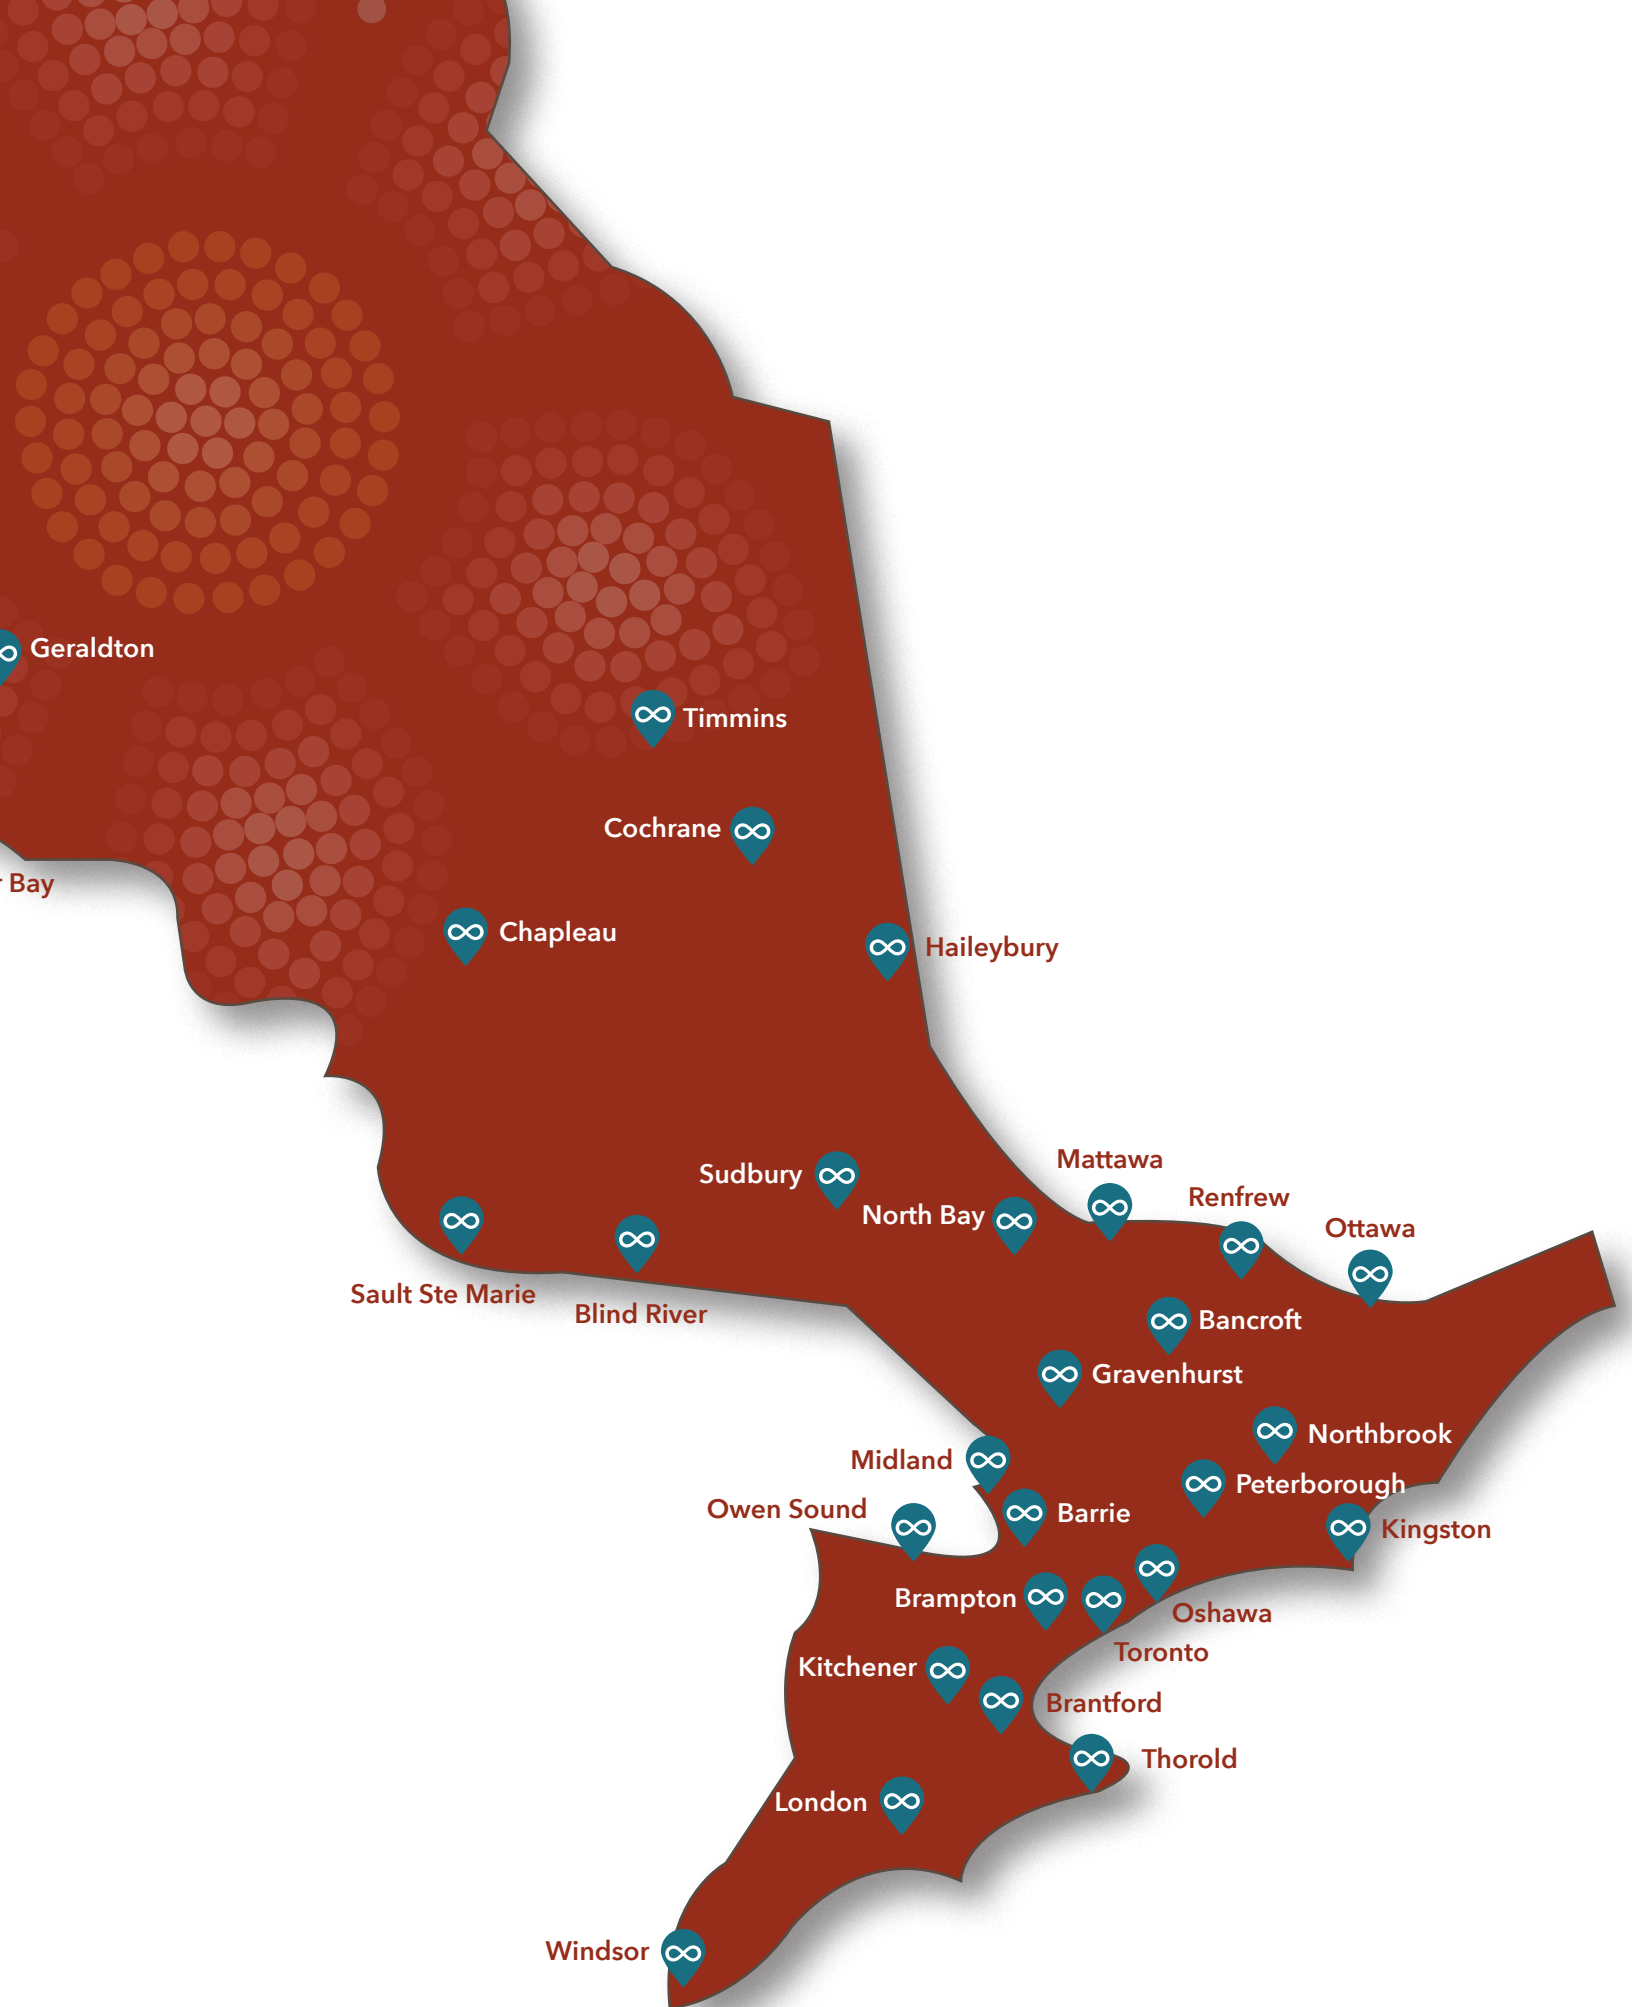 Geraldton
Timmins
Cochrane
Bay
Chapleau
Haileybury
Mattawa
Sudbury
Renfrew
North Bay
Ottawa
Sault Ste Marie
Blind River
Bancroft
Gravenhurst
Northbrook
Midland
Peterborough
Owen Sound
Barrie
Kingston
Brampton
Oshawa
Toronto
Kitchener
Brantford
Thorold
London
Windsor